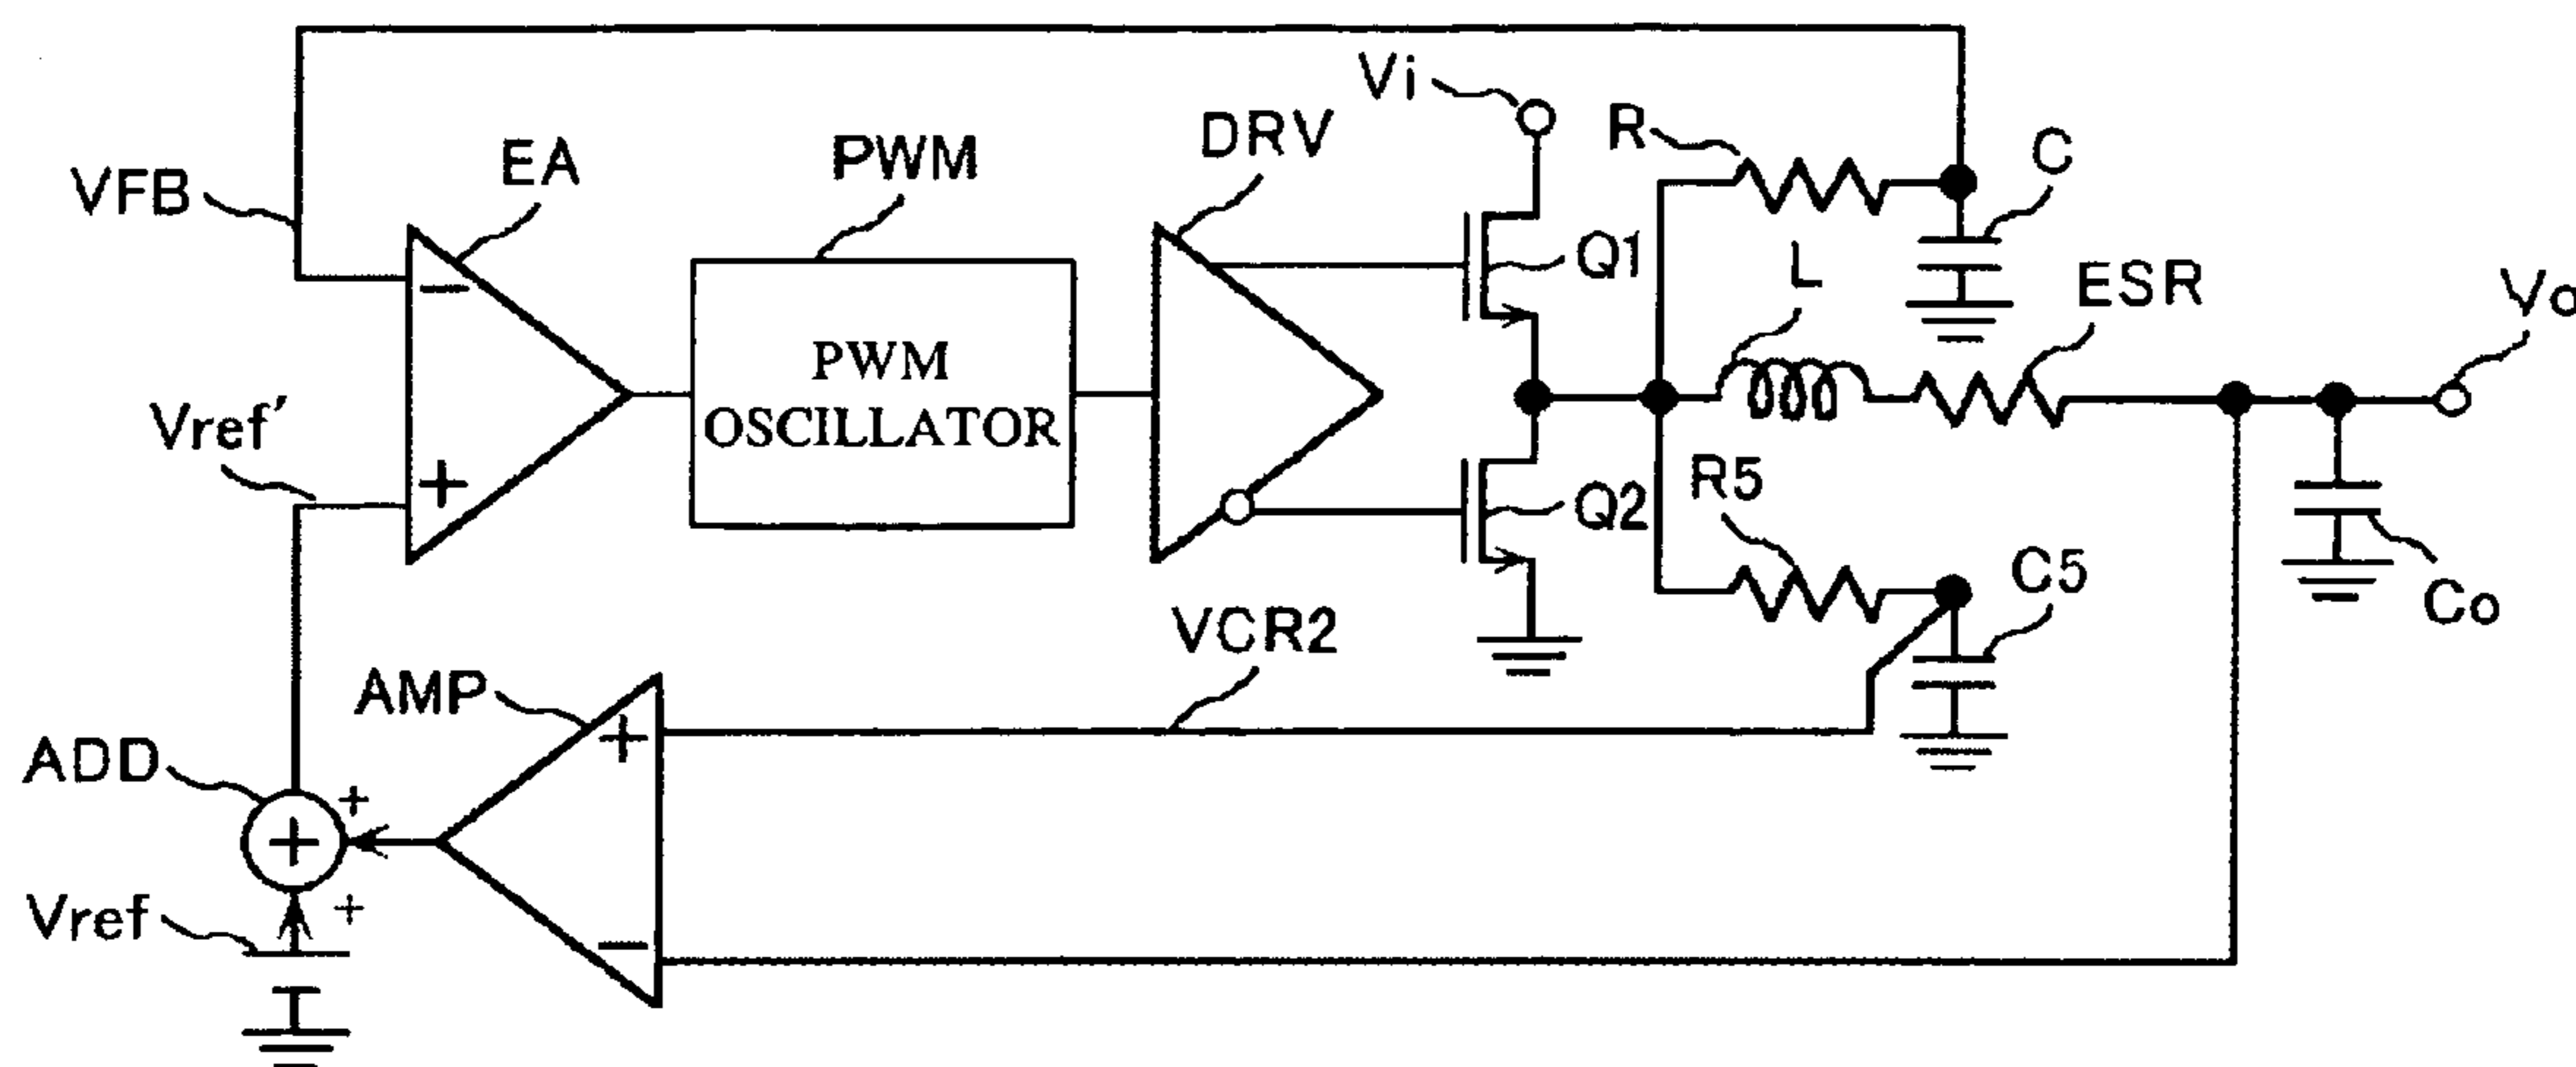 Vi
R
C
DRV
PWM
EA
VFB
Q1
L
ESR
Vo
−
PWM
OSCILLATOR
Vref′
+
R5
Q2
C5
Co
VCR2
AMP
+
ADD
+
+
Vref
+
−